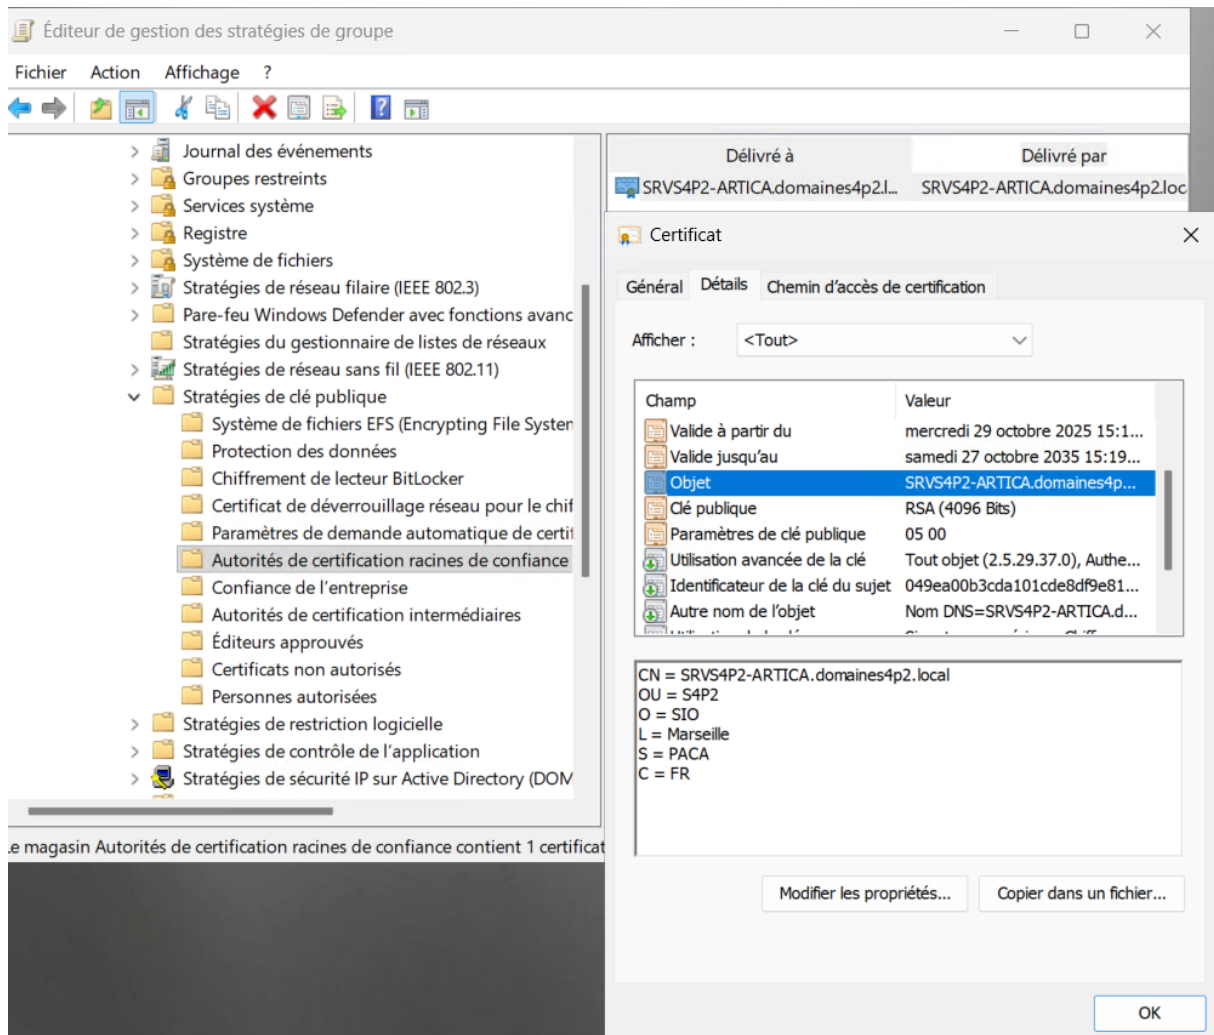 Éditeur de gestion des stratégies de groupe
Fichier Action Affichage ?
Journal des événements
Groupes restreints
Services système
Registre
Système de fichiers
Stratégies de réseau filaire (IEEE 802.3)
Pare-feu Windows Defender avec fonctions avanc
Stratégies du gestionnaire de listes de réseaux
Stratégies de réseau sans fil (IEEE 802.11)
Stratégies de clé publique
Système de fichiers EFS (Encrypting File System
Protection des données
Chiffrement de lecteur BitLocker
Certificat de déverrouillage réseau pour le chif
Paramètres de demande automatique de certif
Autorités de certification racines de confiance
Confiance de l'entreprise
Autorités de certification intermédiaires
Éditeurs approuvés
Certificats non autorisés
Personnes autorisées
Stratégies de restriction logicielle
Stratégies de contrôle de l'application
Stratégies de sécurité IP sur Active Directory (DOM
Le magasin Autorités de certification racines de confiance contient 1 certificat
Délivré à Délivré par
SRVS4P2-ARTICA.domaines4p2.l... SRVS4P2-ARTICA.domaines4p2.loc
Certificat
Général Détails Chemin d'accès de certification
Afficher : <Tout>
Champ Valeur
Valide à partir du mercredi 29 octobre 2025 15:1...
Valide jusqu'au samedi 27 octobre 2035 15:19...
Objet SRVS4P2-ARTICA.domaines4p...
Clé publique RSA (4096 Bits)
Paramètres de clé publique 05 00
Utilisation avancée de la clé Tout objet (2.5.29.37.0), Authe...
Identificateur de la clé du sujet 049ea00b3cda101cde8df9e81...
Autre nom de l'objet Nom DNS=SRVS4P2-ARTICA.d...
CN = SRVS4P2-ARTICA.domaines4p2.local
OU = S4P2
O = SIO
L = Marseille
S = PACA
C = FR
Modifier les propriétés... Copier dans un fichier...
OK